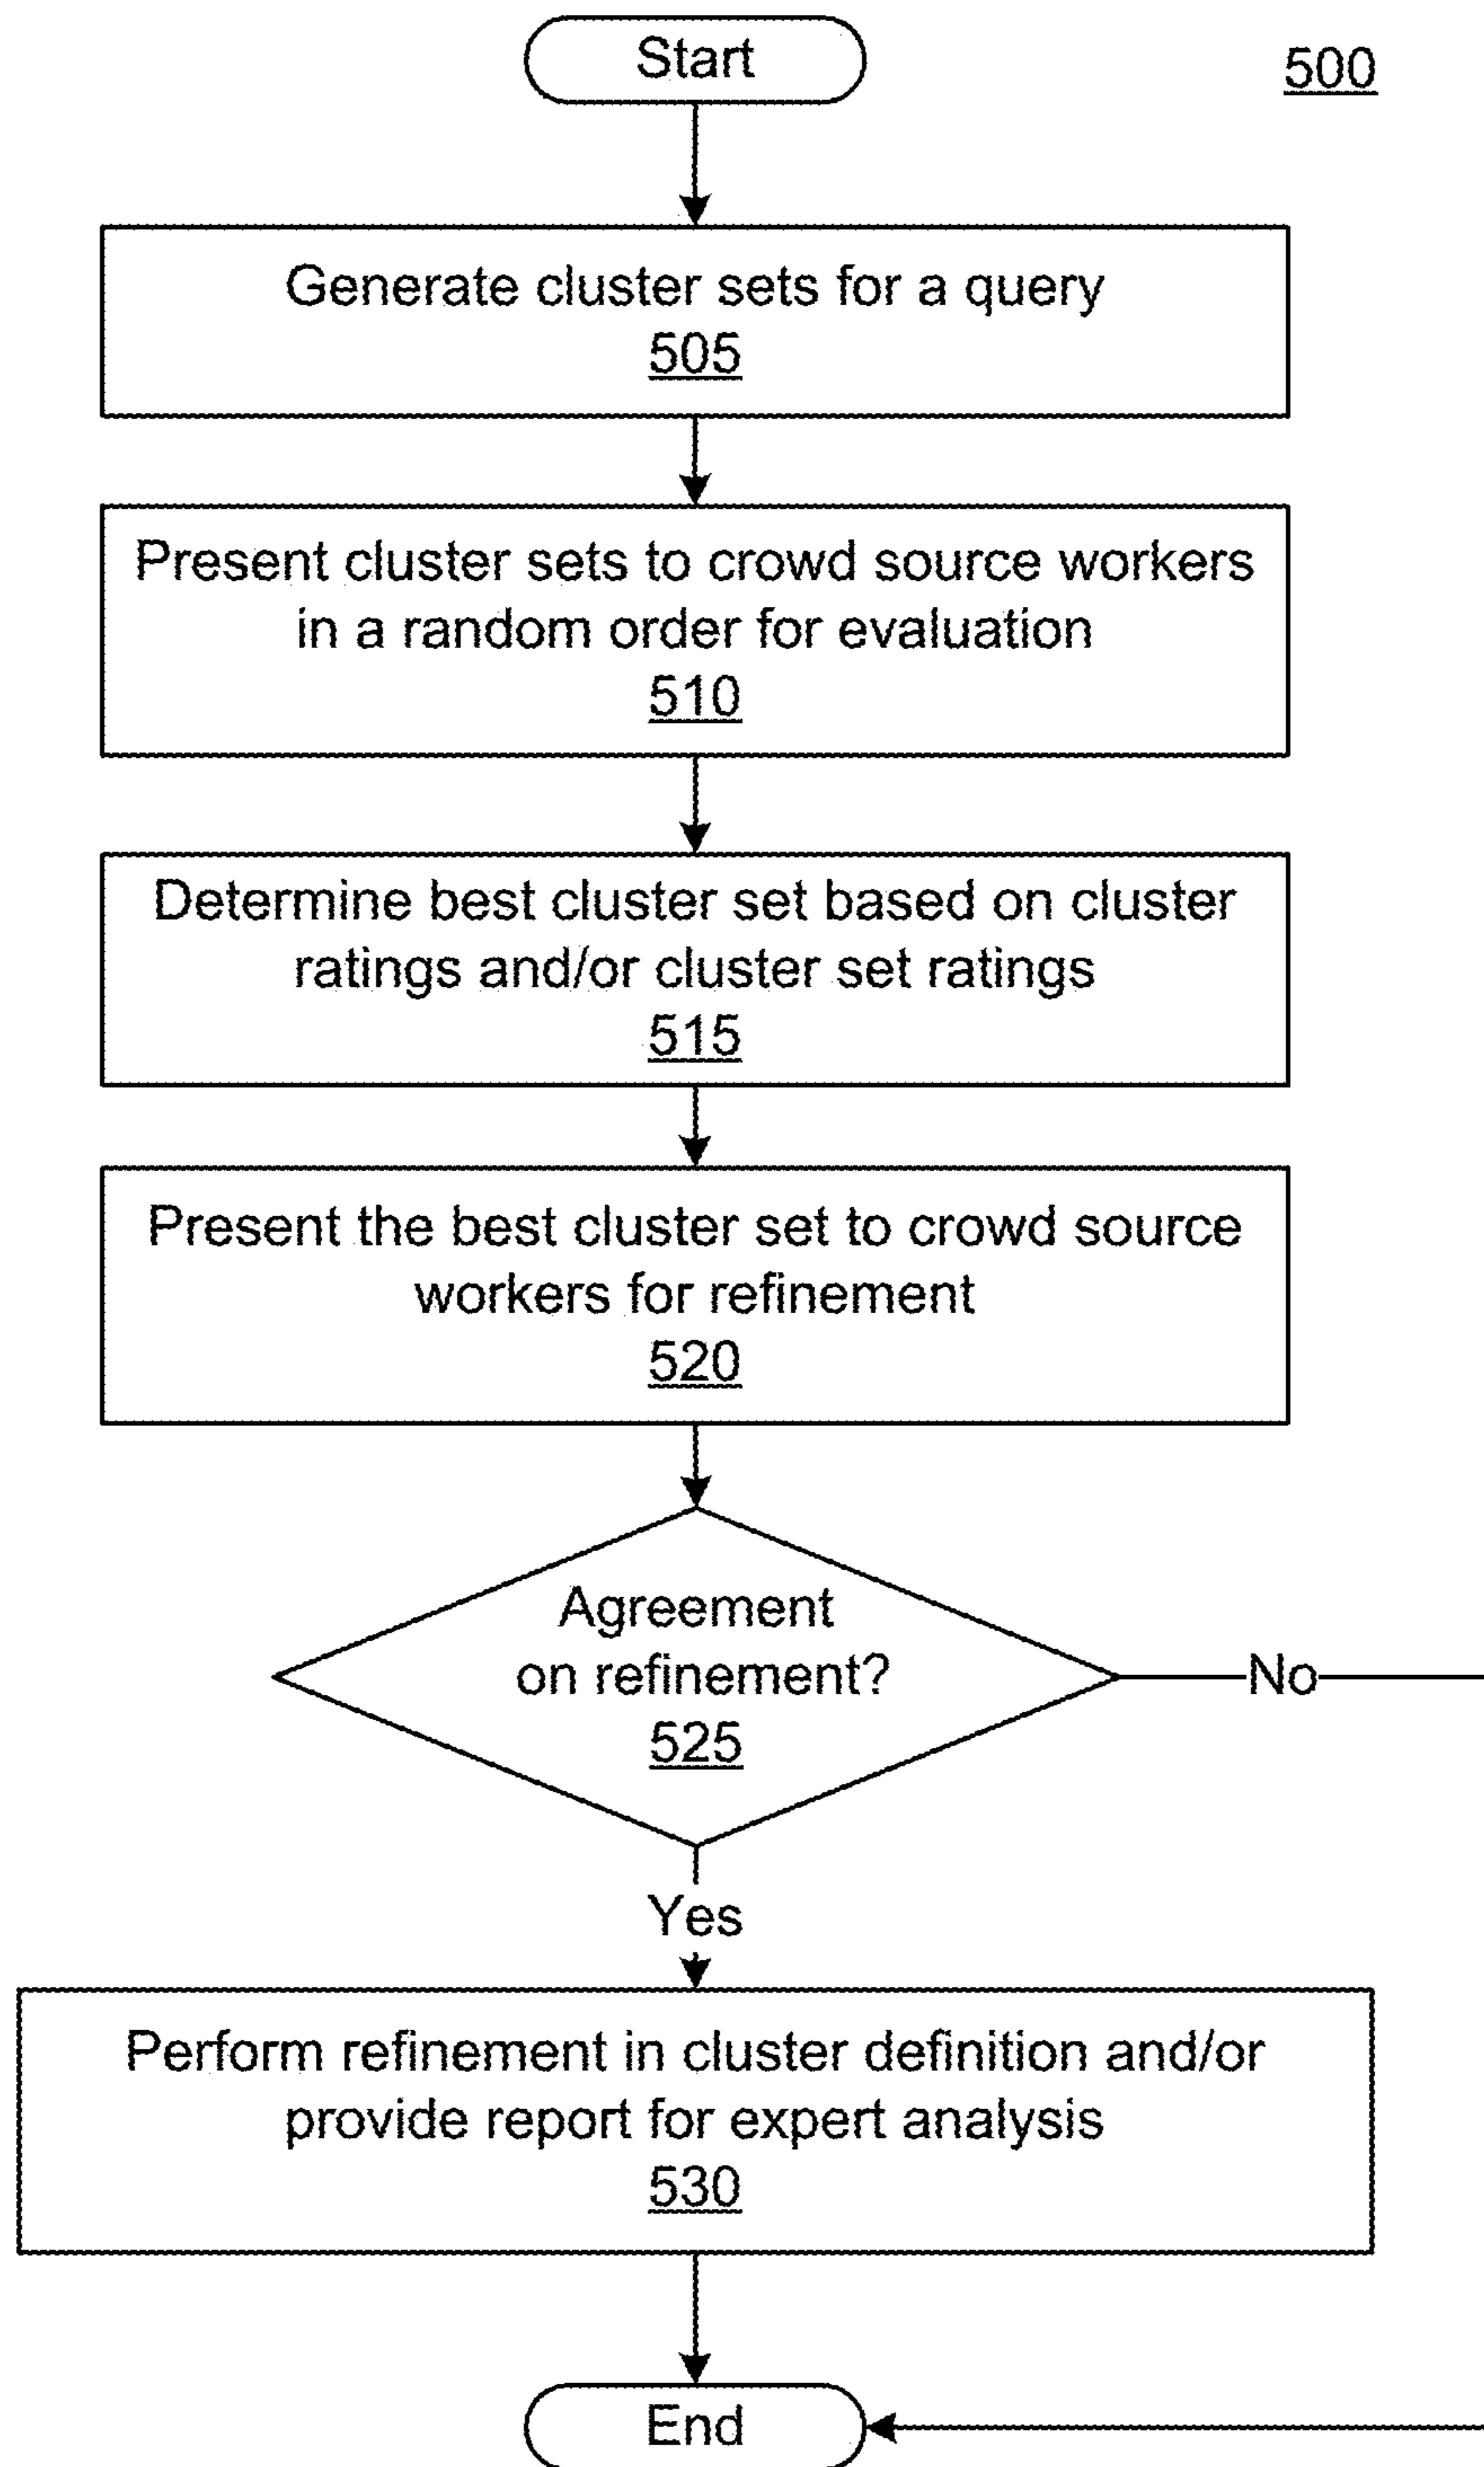 Start
500
Generate cluster sets for a query
505
Present cluster sets to crowd source workers
in a random order for evaluation
510
Determine best cluster set based on cluster
ratings and/or cluster set ratings
515
Present the best cluster set to crowd source
workers for refinement
520
Agreement
on refinement?
525
No
Yes
Perform refinement in cluster definition and/or
provide report for expert analysis
530
End